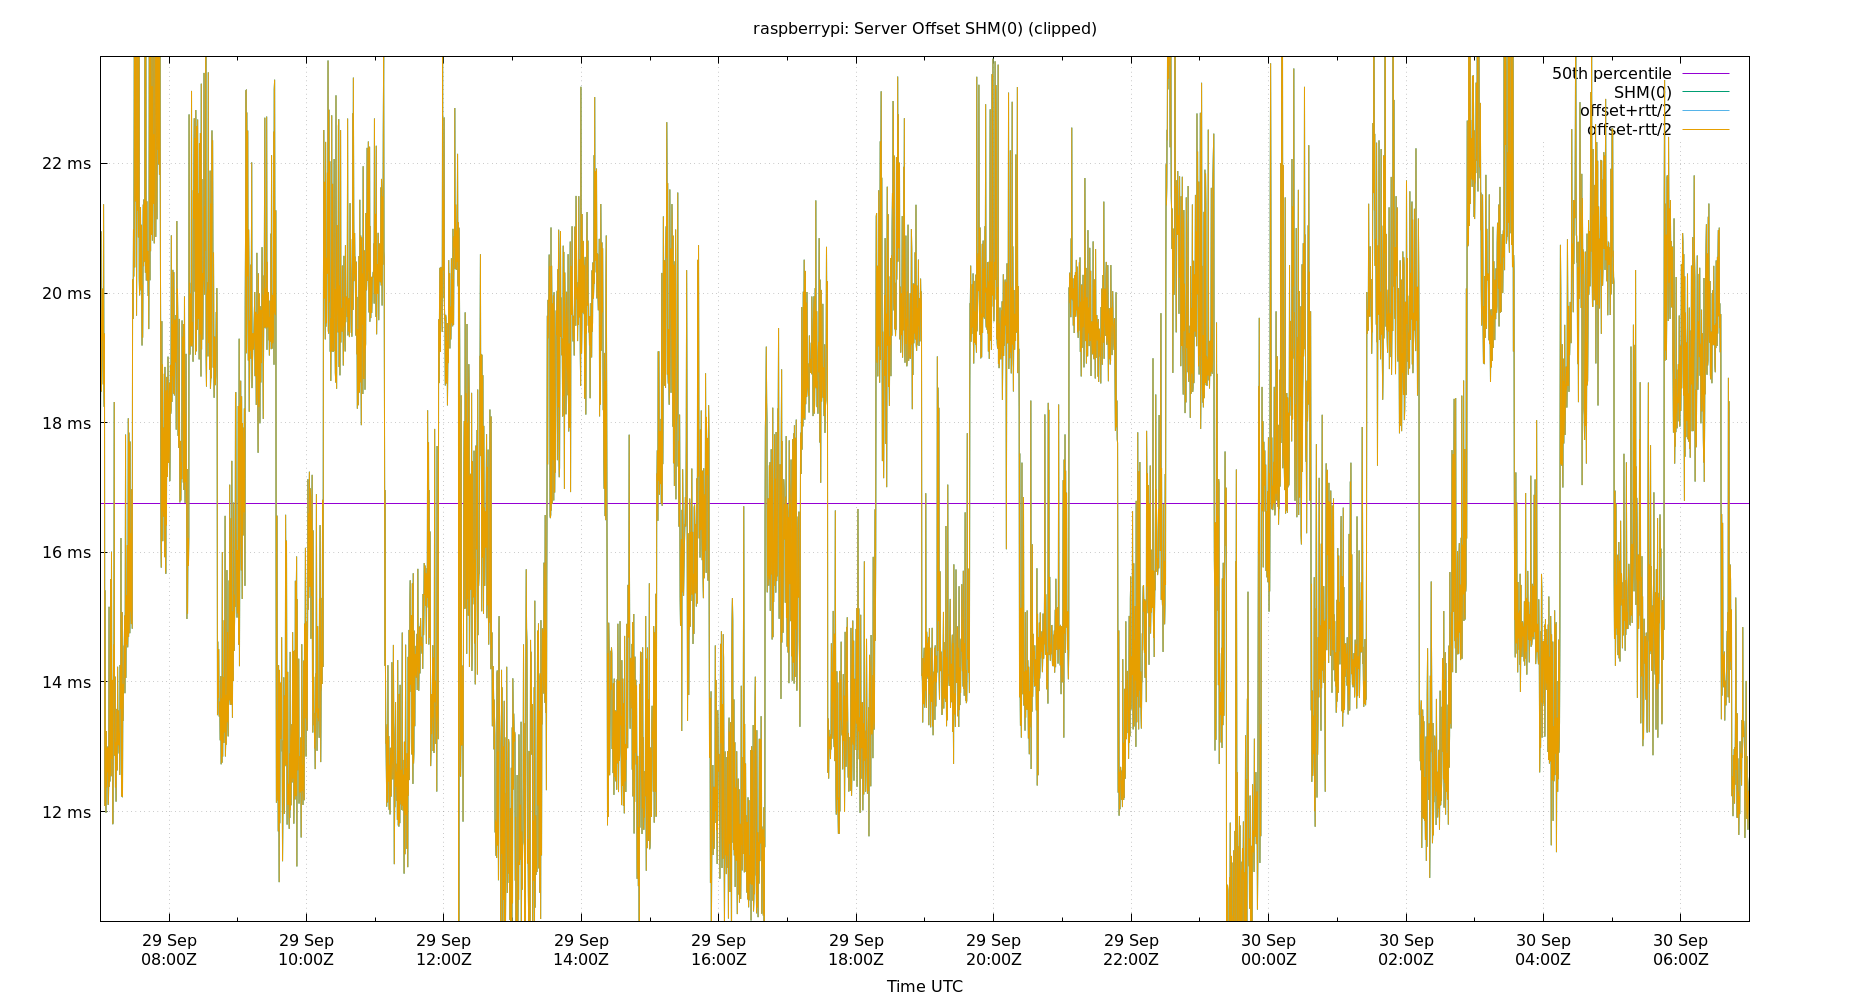 raspberrypi: Server Offset SHM(0) (clipped)
50th percentile
SHM(0)
offset+rtt/2
offset-rtt/2
22 ms
20 ms
18 ms
16 ms
14 ms
12 ms
29 Sep 29 Sep 29 Sep 29 Sep 29 Sep 29 Sep 29 Sep 29 Sep 30 Sep 30 Sep 30 Sep 30 Sep
08:00Z 10:00Z 12:00Z 14:00Z 16:00Z 18:00Z 20:00Z 22:00Z 00:00Z 02:00Z 04:00Z 06:00Z
Time UTC